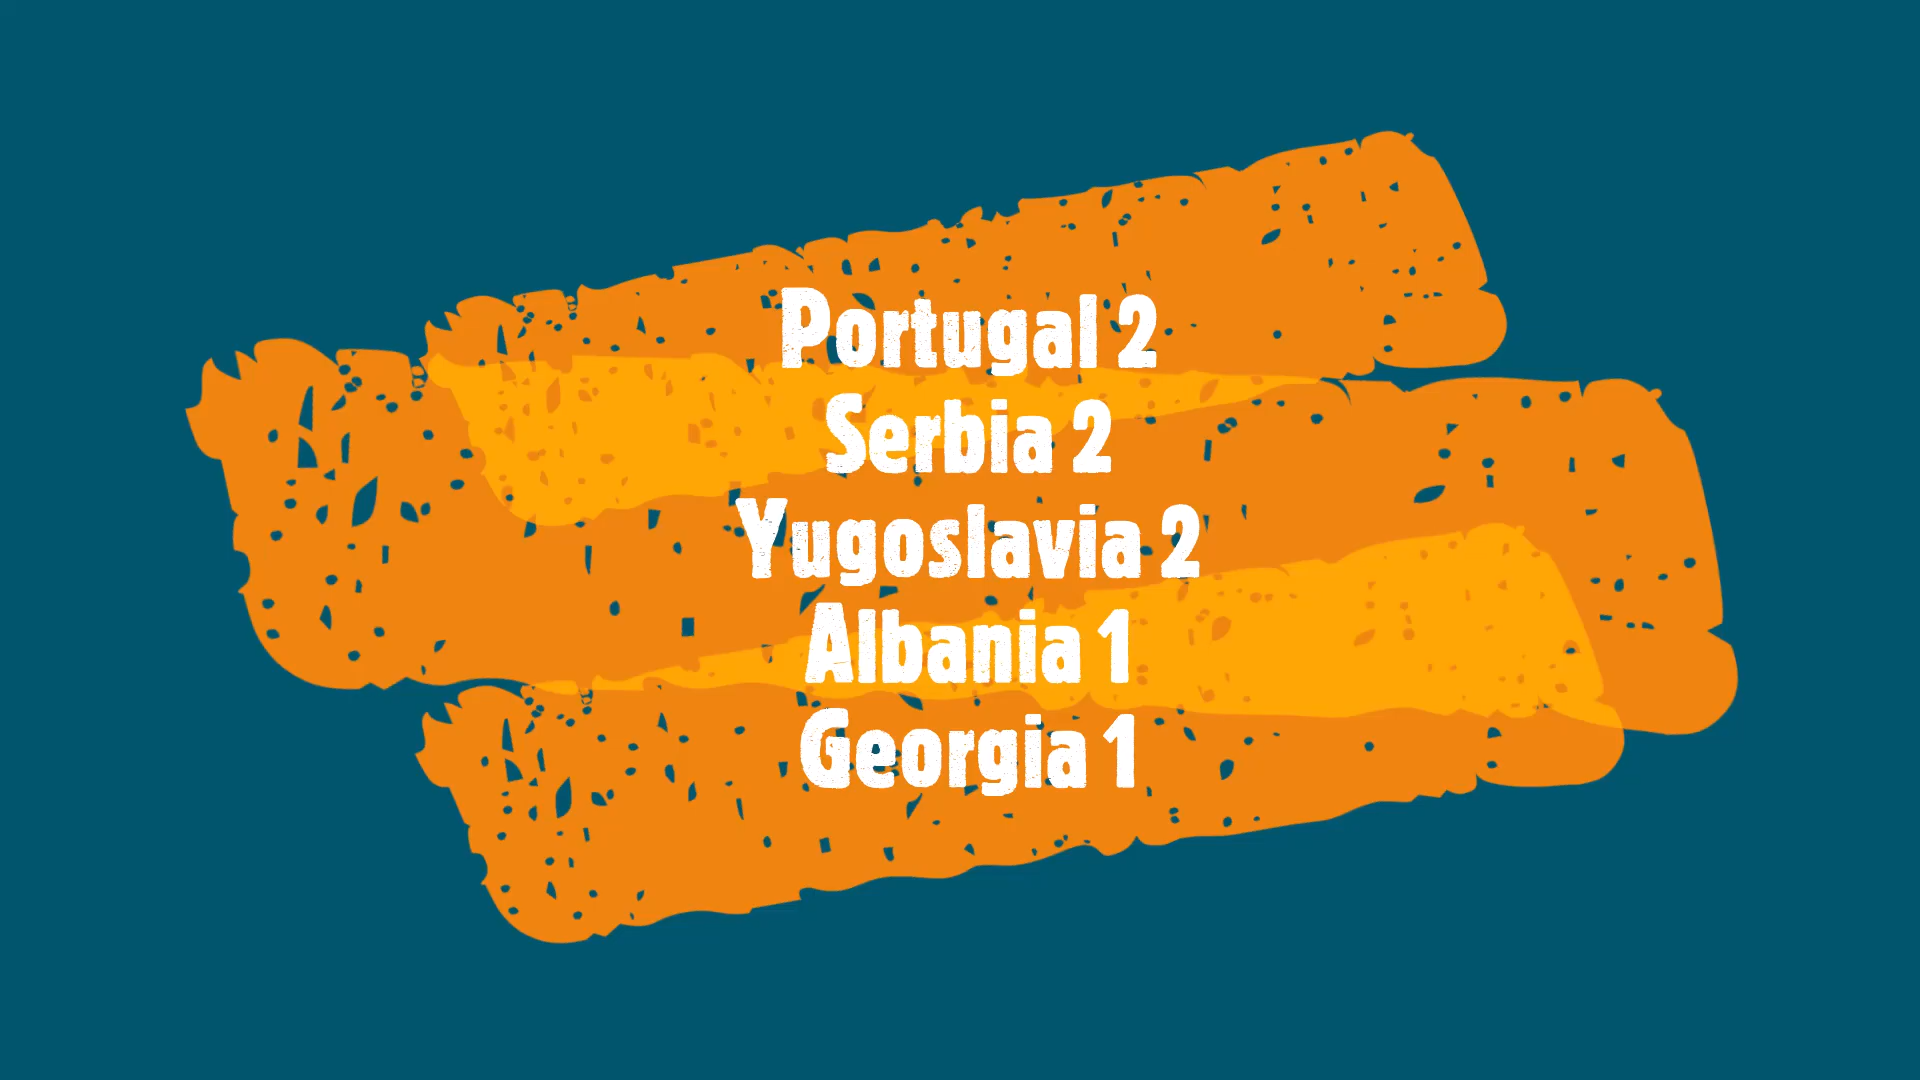 Portugal 2
Serbia 2
Yugoslavia 2
Albania 1
Georgia 1